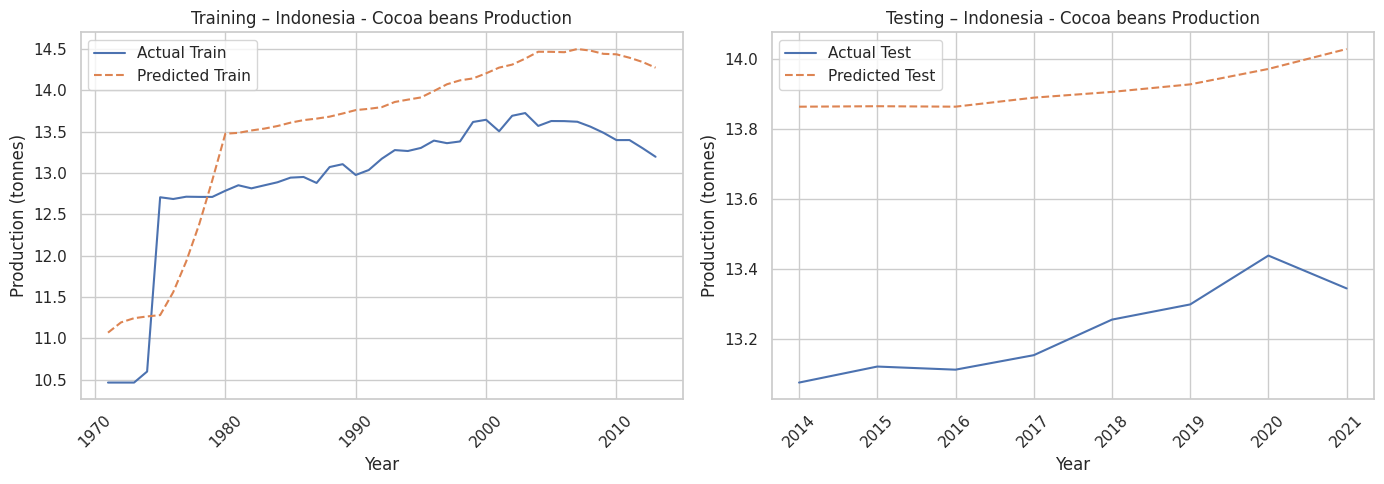 Training – Indonesia - Cocoa beans Production
Actual Train
Predicted Train
Production (tonnes)
14.5
14.0
13.5
13.0
12.5
12.0
11.5
11.0
10.5
1970
1980
1990
2000
2010
Year
Testing – Indonesia - Cocoa beans Production
Actual Test
Predicted Test
Production (tonnes)
14.0
13.8
13.6
13.4
13.2
2014
2015
2016
2017
2018
2019
2020
2021
Year